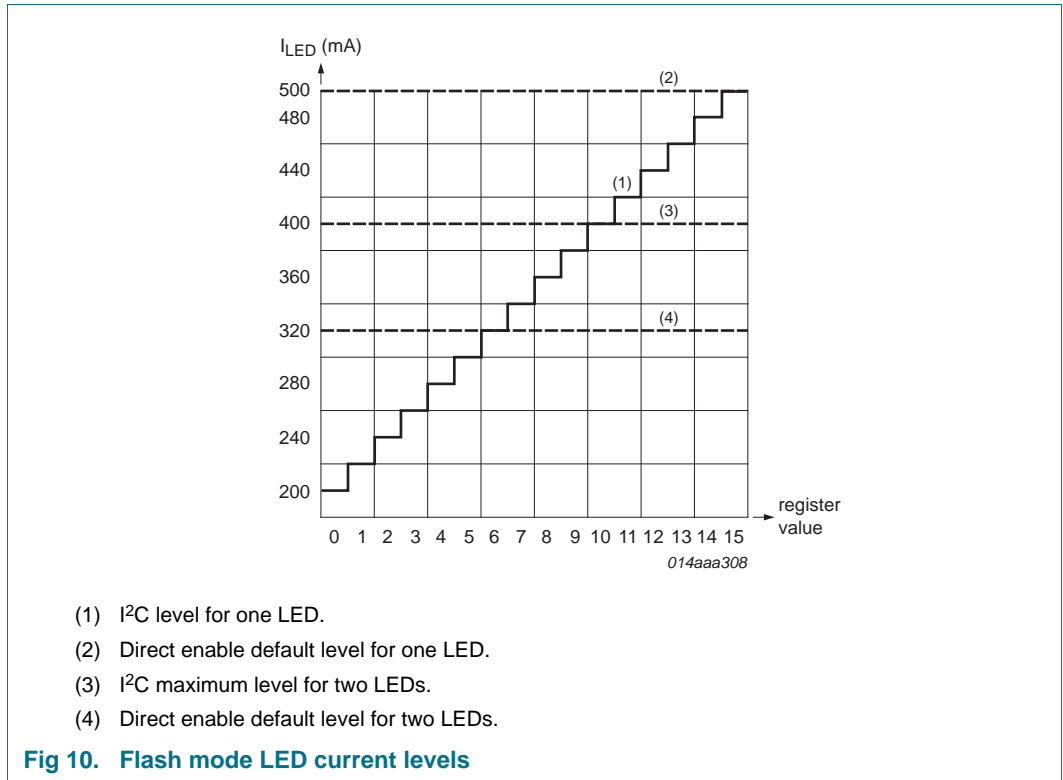 I_LED (mA)
500
480
440
400
360
320
280
240
200
(2)
(1)
(3)
(4)
register
value
0 1 2 3 4 5 6 7 8 9 10 11 12 13 14 15
014aaa308
(1) I²C level for one LED.
(2) Direct enable default level for one LED.
(3) I²C maximum level for two LEDs.
(4) Direct enable default level for two LEDs.
Fig 10. Flash mode LED current levels